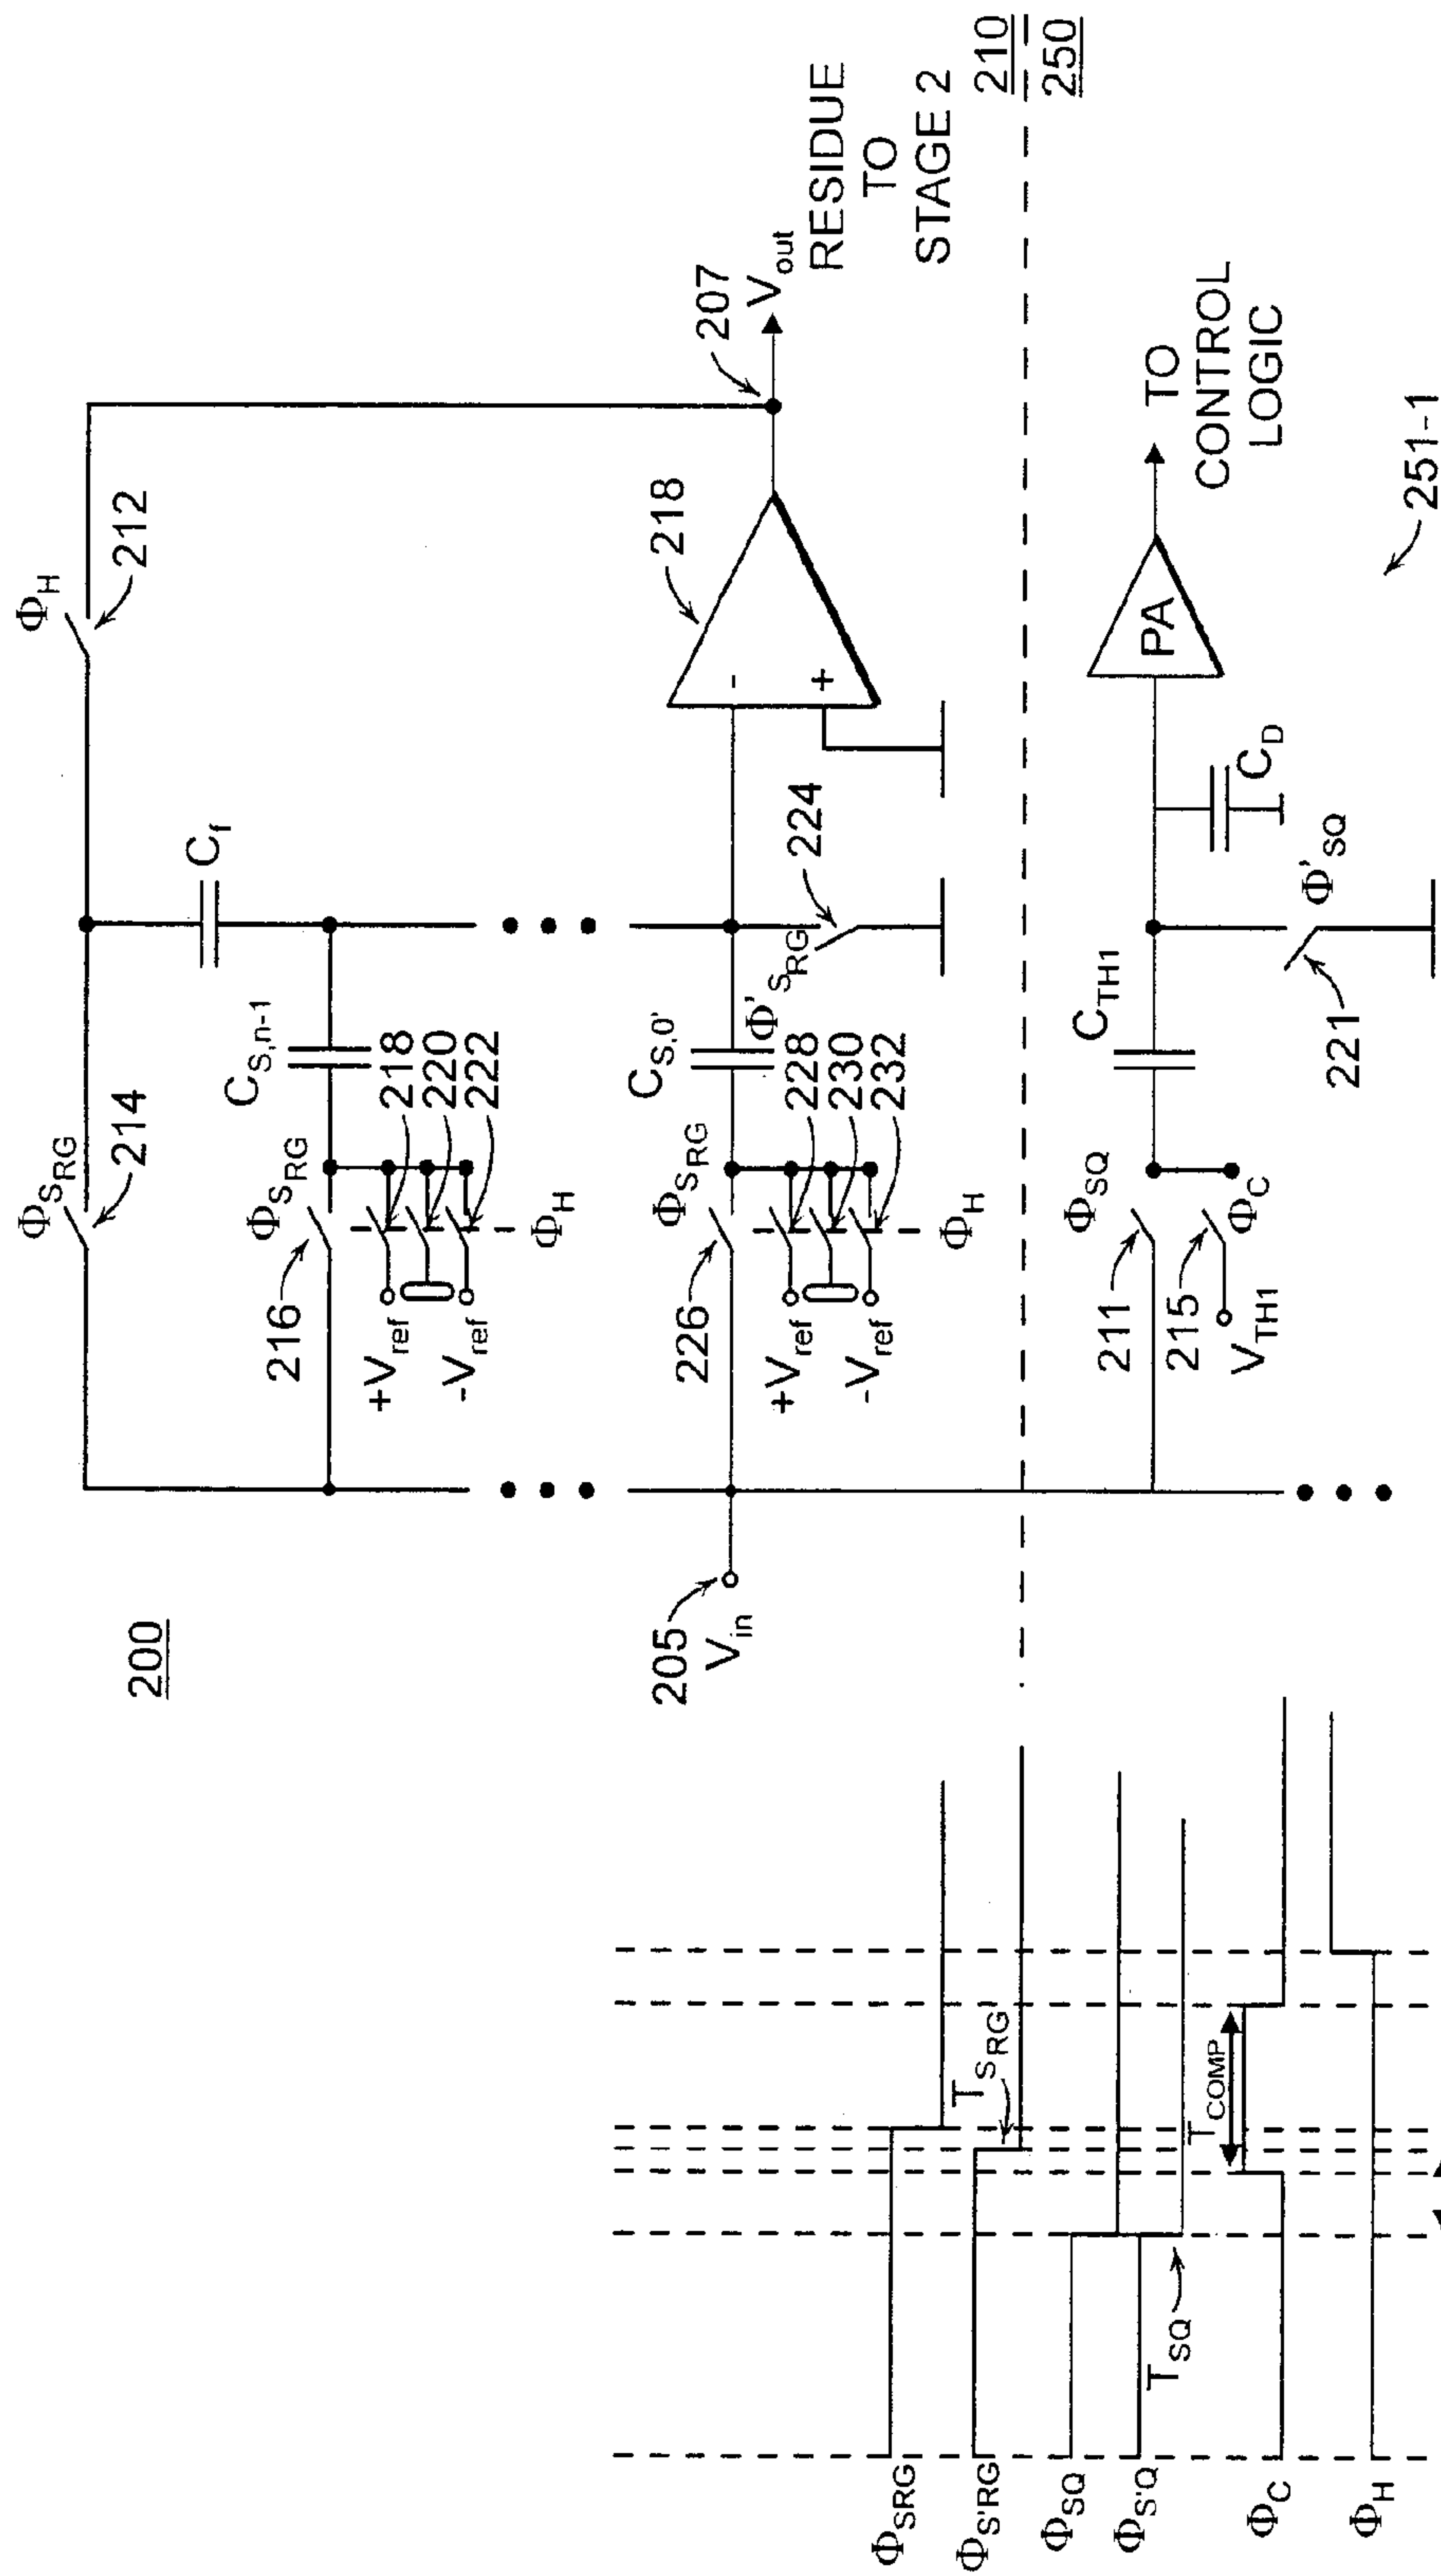 200
Φ_SRG
214
Φ_H
212
C_f
Φ_SRG
216
C_S,n-1
218
220
222
+V_ref
-V_ref
Φ_H
205
V_in
Φ_SRG
226
C_S,0'
Φ'_SRG
228
230
232
+V_ref
-V_ref
Φ_H
224
218
-
+
207
V_out
RESIDUE
TO
STAGE 2
210
250
Φ_SQ
211
215
Φ_C
V_TH1
C_TH1
221
Φ'_SQ
C_D
PA
TO
CONTROL
LOGIC
251-1
Φ_SRG
Φ_S'RG
T_SRG'
Φ_SQ
Φ_S'Q
T_SQ
Φ_C
T_COMP
Φ_H